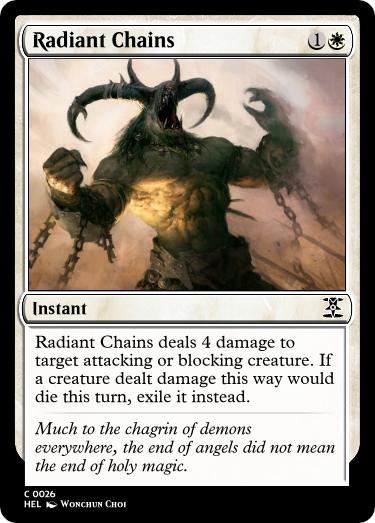 Radiant Chains 1
Instant
Radiant Chains deals 4 damage to
target attacking or blocking creature. If
a creature dealt damage this way would
die this turn, exile it instead.
Much to the chagrin of demons
everywhere, the end of angels did not mean
the end of holy magic.
C 0026
HEL Wonchun Choi